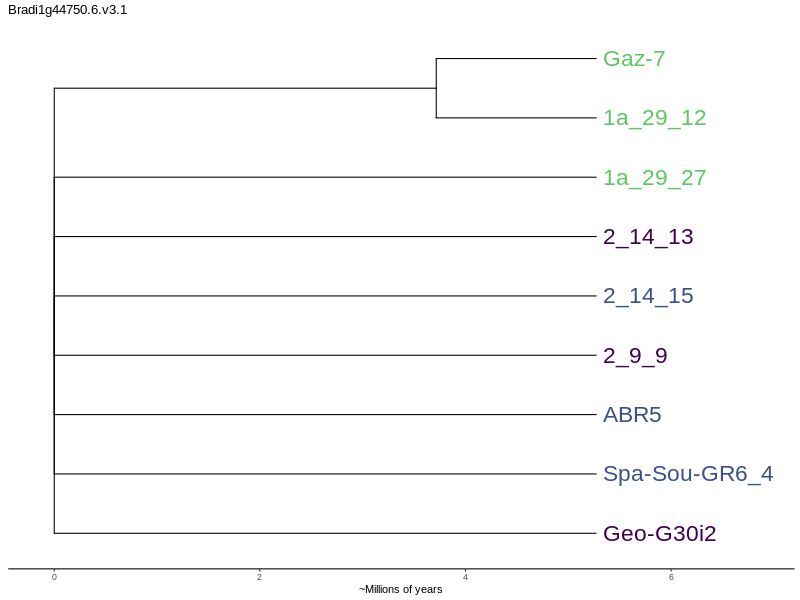 Bradi1g44750.6.v3.1
Gaz-7
1a_29_12
1a_29_27
2_14_13
2_14_15
2_9_9
ABR5
Spa-Sou-GR6_4
Geo-G30i2
0 2 4 6
~Millions of years